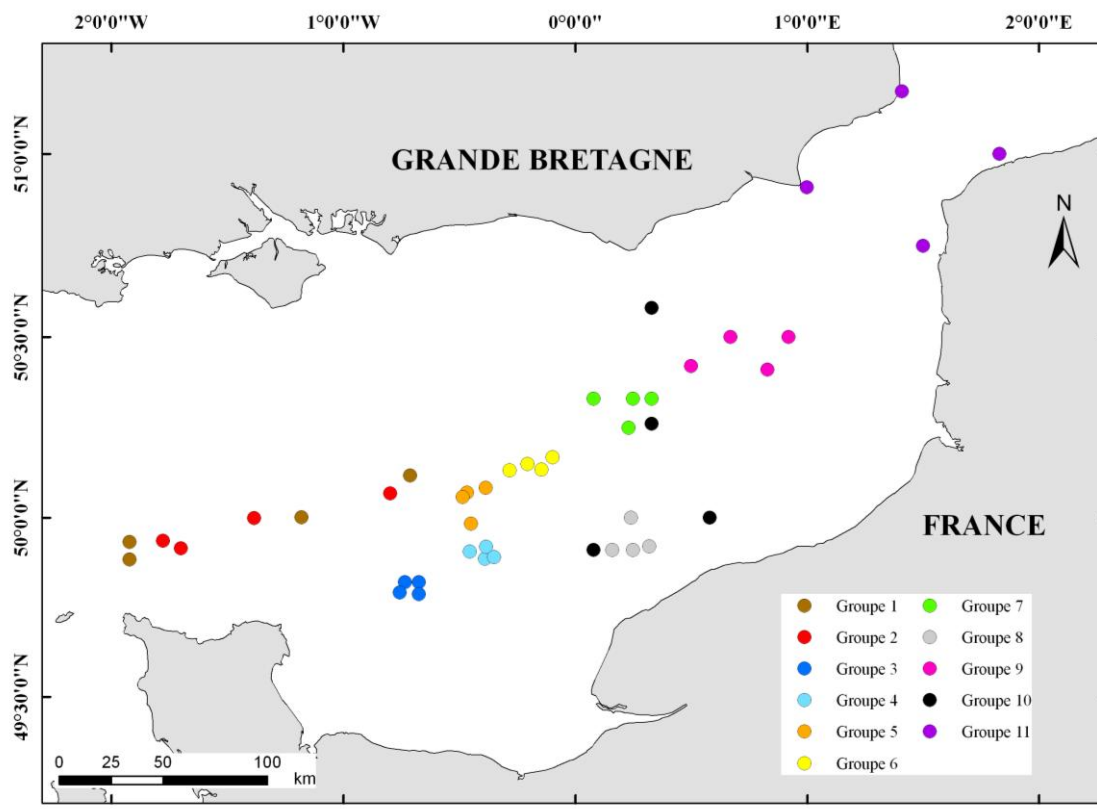 2°0'0"W 1°0'0"W 0°0'0" 1°0'0"E 2°0'0"E
51°0'0"N
GRANDE BRETAGNE
N
50°30'0"N
50°0'0"N
FRANCE
49°30'0"N
Groupe 1 Groupe 7
Groupe 2 Groupe 8
Groupe 3 Groupe 9
Groupe 4 Groupe 10
Groupe 5 Groupe 11
Groupe 6
0 25 50 100
km